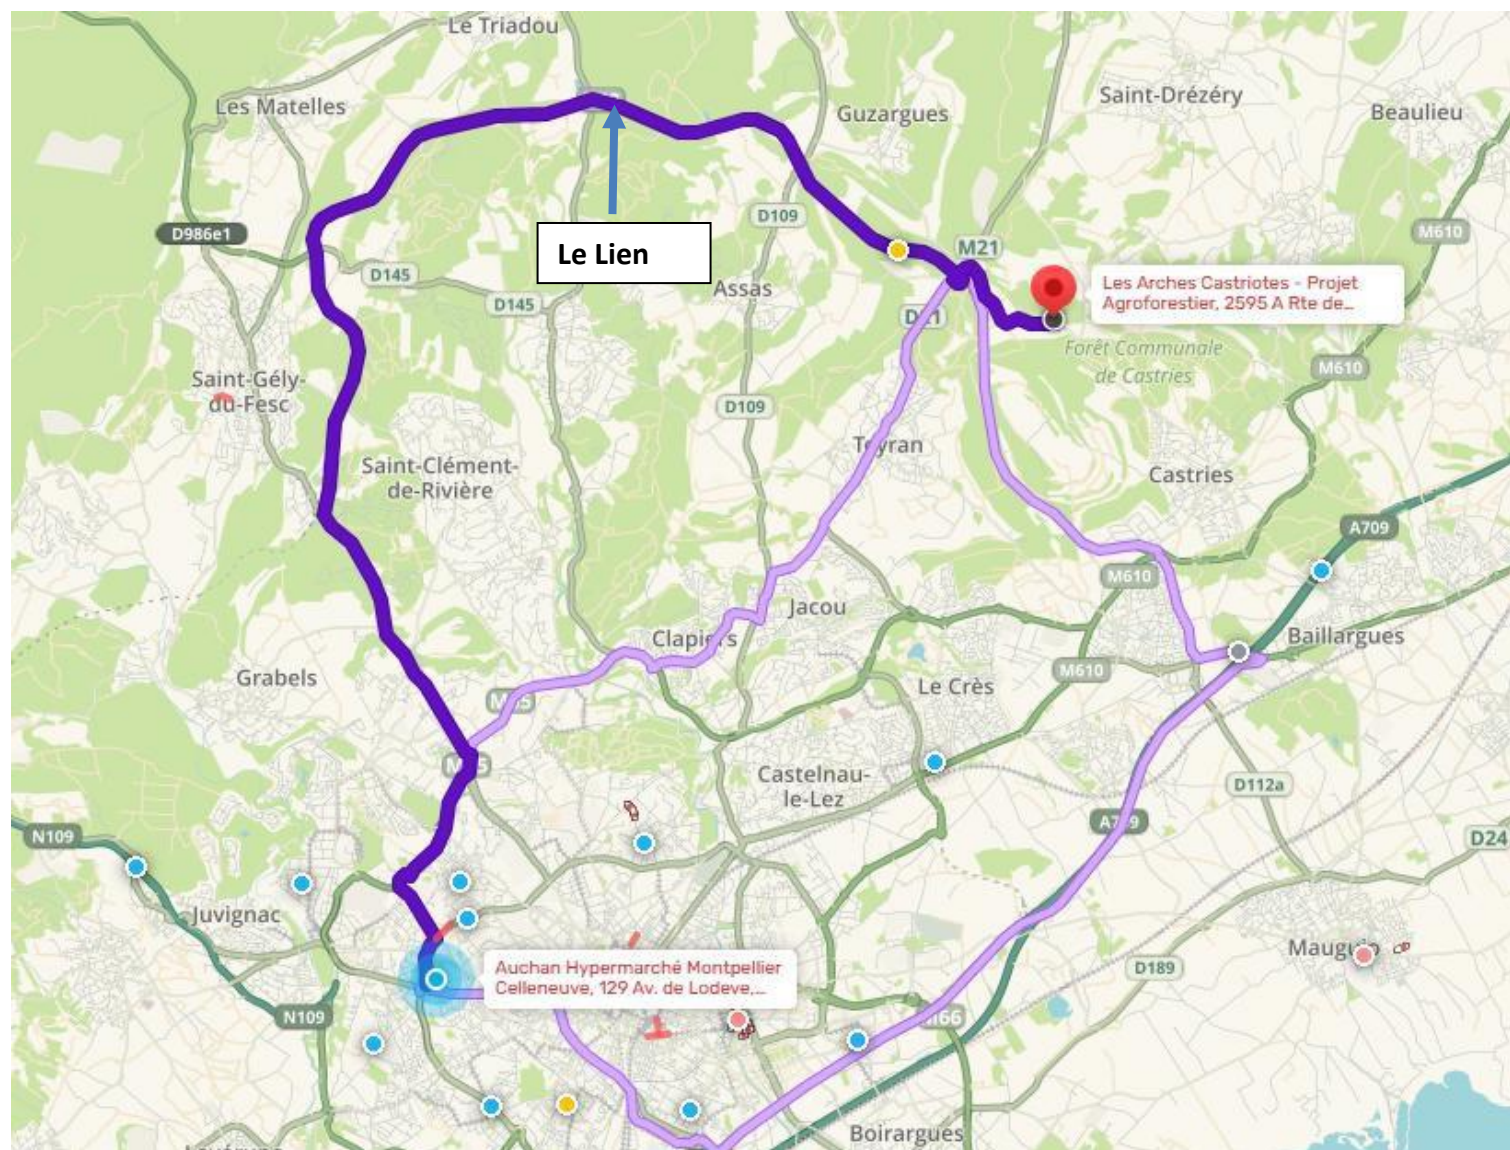 Le Triadou
Les Matelles
Guzargues
Saint-Drézéry
Beaulieu
D109
D986e1
M610
M21
Le Lien
D145
D145
Assas
Les Arches Castriotes - Projet
Agroforestier, 2595 A Rte de...
Forêt Communale
de Castries
M610
Saint-Gély-
du-Fesc
D109
Teyran
Saint-Clément-
de-Rivière
Castries
A709
M610
Jacou
Clapiers
Baillargues
Grabels
M610
Le Crès
Castelnau-
le-Lez
D112a
N109
D24
Juvignac
Mauguio
Auchan Hypermarché Montpellier
Celleneuve, 129 Av. de Lodeve,...
D189
N109
Boirargues